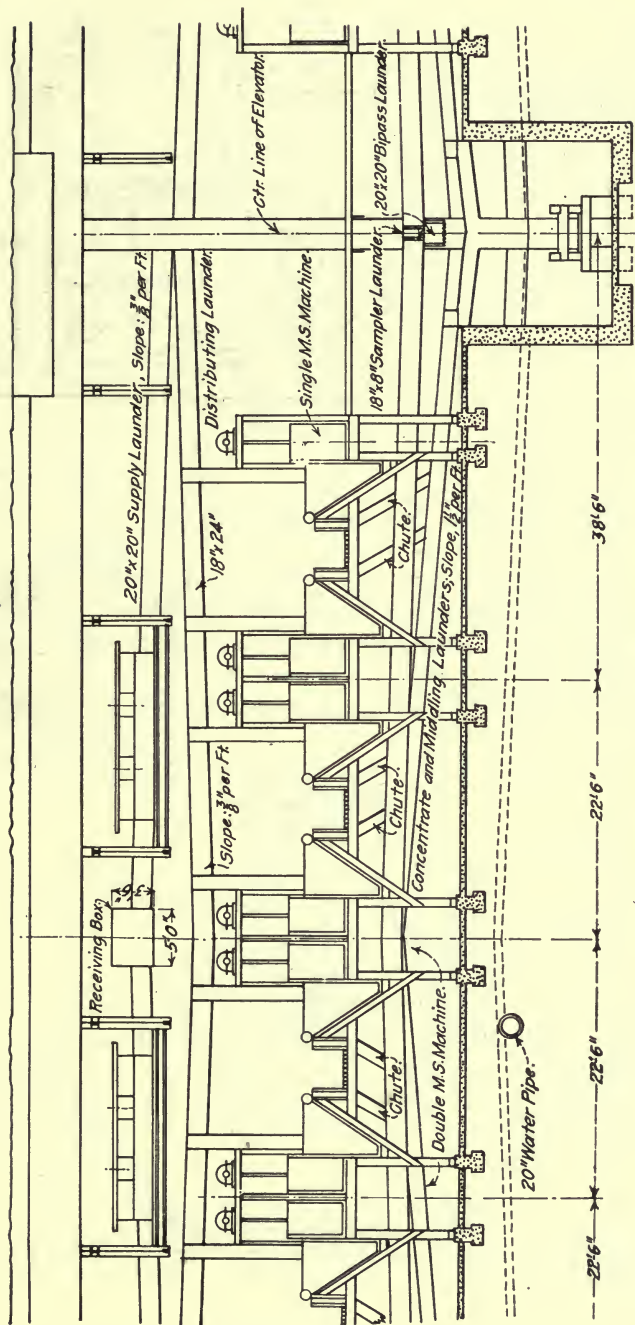 Ctr. Line of Elevator.
20"x20" Supply Launder, Slope: 3/8" per Ft.
Distributing Launder.
Single M.S. Machine.
18"x8" Sampler Launder.
20"x20" Bipass Launder.
18"x24"
Chute.
Concentrate and Middling Launders; Slope, 1 1/2" per Ft.
38'6"
Slope: 3/8" per Ft.
Chute.
22'6"
Receiving Box.
3'6"
5'0"
Double M.S. Machine.
Chute.
20" Water Pipe.
22'6"
22'6"